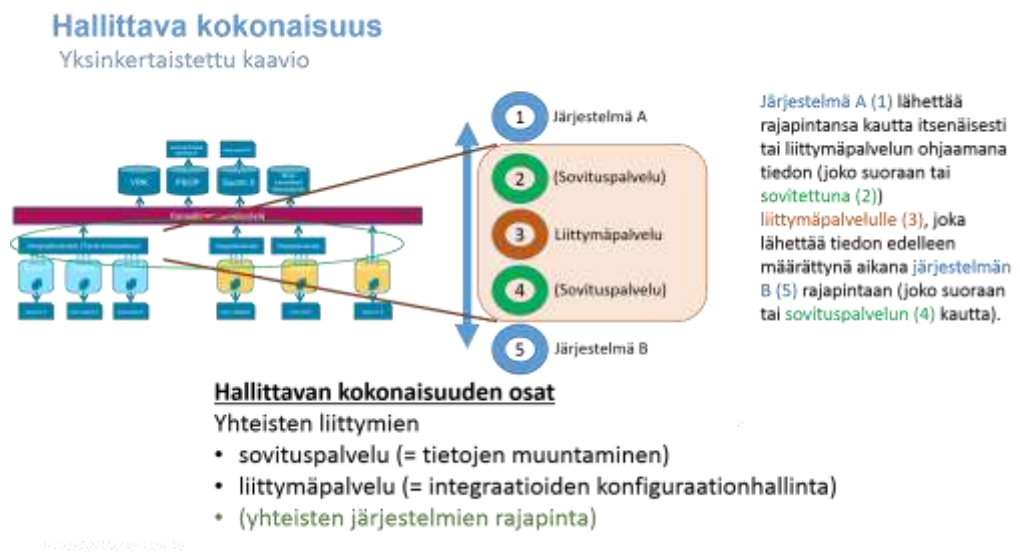 Hallittava kokonaisuus
Yksinkertaistettu kaavio
VRK
1 Järjestelmä A
2 (Sovituspalvelu)
3 Liittymäpalvelu
4 (Sovituspalvelu)
5 Järjestelmä B
Järjestelmä A (1) lähettää
rajapintansa kautta itsenäisesti
tai liittymäpalvelun ohjaamana
tiedon (joko suoraan tai
sovitettuna (2))
liittymäpalvelulle (3), joka
lähettää tiedon edelleen
määrättynä aikana järjestelmän
B (5) rajapintaan (joko suoraan
tai sovituspalvelun (4) kautta).
Hallittavan kokonaisuuden osat
Yhteisten liittymien
• sovituspalvelu (= tietojen muuntaminen)
• liittymäpalvelu (= integraatioiden konfiguraationhallinta)
• (yhteisten järjestelmien rajapinta)